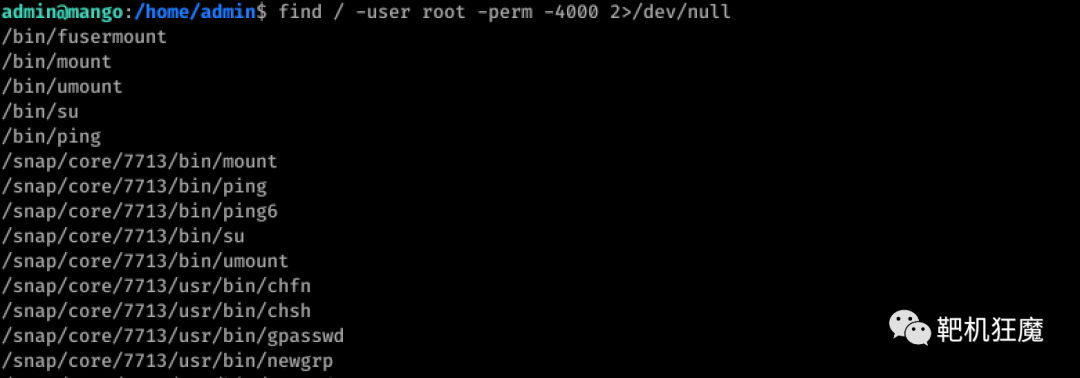 admin@mango:/home/admin$ find / -user root -perm -4000 2>/dev/null
/bin/fusermount
/bin/mount
/bin/umount
/bin/su
/bin/ping
/snap/core/7713/bin/mount
/snap/core/7713/bin/ping
/snap/core/7713/bin/ping6
/snap/core/7713/bin/su
/snap/core/7713/bin/umount
/snap/core/7713/usr/bin/chfn
/snap/core/7713/usr/bin/chsh
/snap/core/7713/usr/bin/gpasswd
/snap/core/7713/usr/bin/newgrp
靶机狂魔